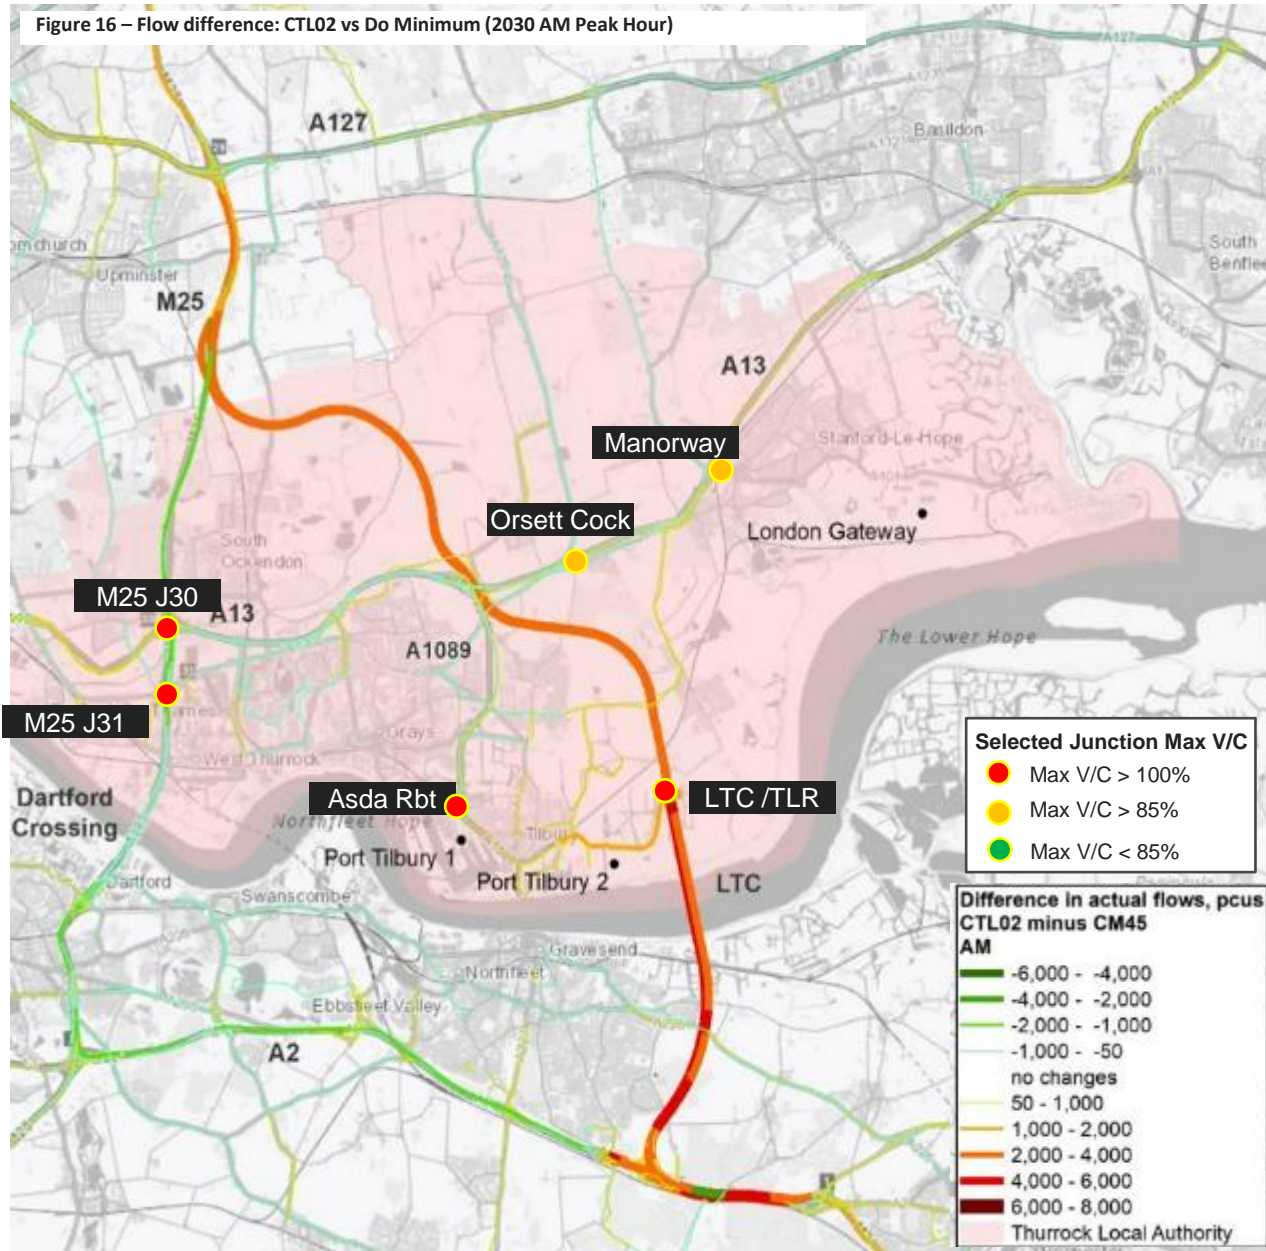 Figure 16 – Flow difference: CTL02 vs Do Minimum (2030 AM Peak Hour)
A127
Basildon
South
Upminster
M25
A13
Manorway
Stanford-Le-Hope
Orsett Cock
London Gateway
South
Ockendon
M25 J30
A13
The Lower Hope
A1089
M25 J31
Grays
West Thurrock
Selected Junction Max V/C
Max V/C > 100%
Max V/C > 85%
Max V/C < 85%
Dartford
Crossing
Asda Rbt
LTC /TLR
Northfleet Hope
Port Tilbury 1
Port Tilbury 2
LTC
Dartford
Swanscombe
Gravesend
Northfleet
Ebbsfleet Valley
A2
Difference in actual flows, pcus
CTL02 minus CM45
AM
-6,000 - -4,000
-4,000 - -2,000
-2,000 - -1,000
-1,000 - -50
no changes
50 - 1,000
1,000 - 2,000
2,000 - 4,000
4,000 - 6,000
6,000 - 8,000
Thurrock Local Authority